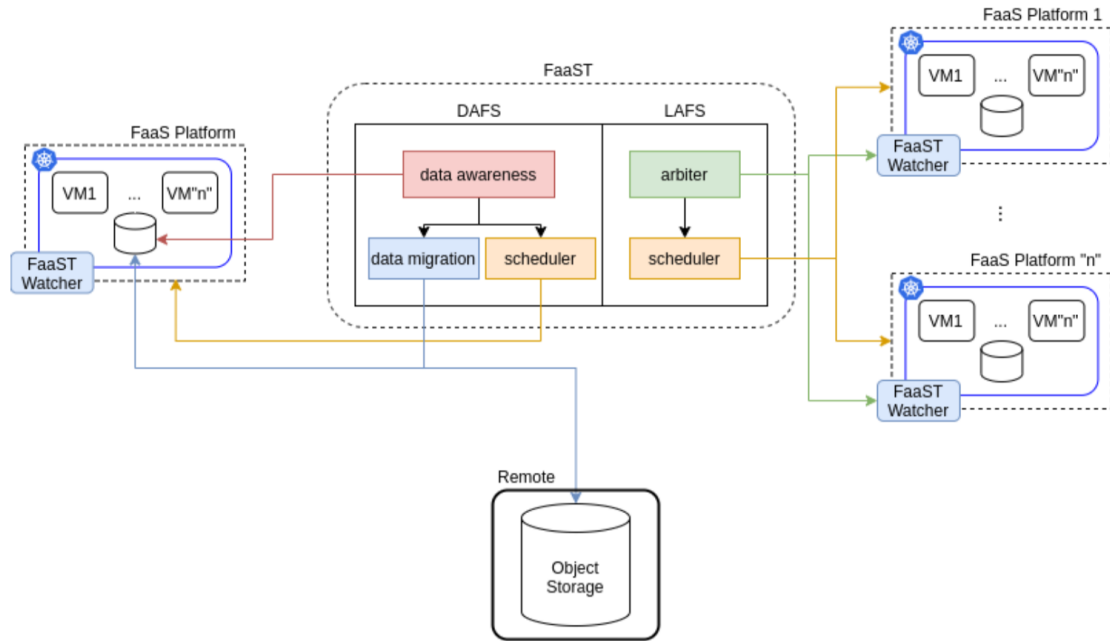 FaaST
DAFS
LAFS
data awareness
arbiter
data migration
scheduler
scheduler
FaaS Platform
VM1
...
VM"n"
FaaST
Watcher
FaaS Platform 1
VM1
...
VM"n"
FaaST
Watcher
...
FaaS Platform "n"
VM1
...
VM"n"
FaaST
Watcher
Remote
Object
Storage